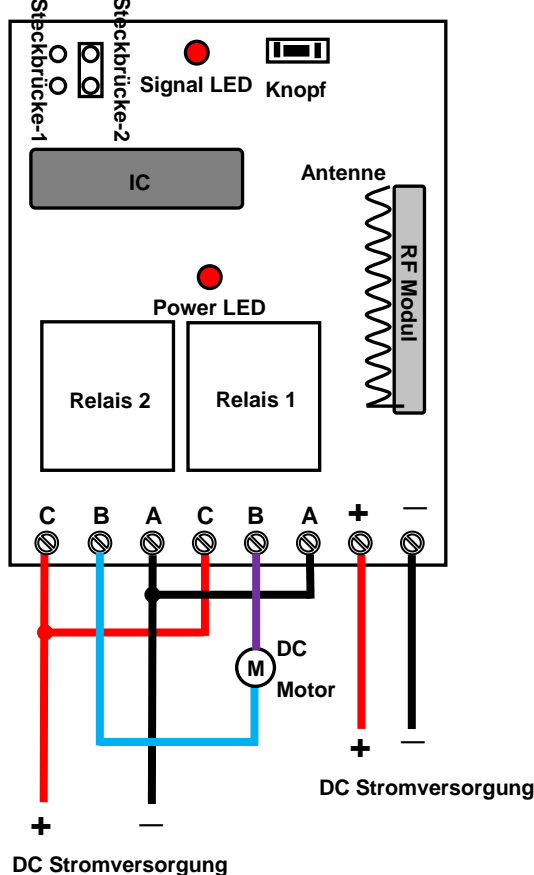 Steckbrücke-1
Steckbrücke-2
Signal LED
Knopf
IC
Antenne
RF Modul
Power LED
Relais 2
Relais 1
C B A C B A + —
M
DC
Motor
+ —
DC Stromversorgung
+ —
DC Stromversorgung